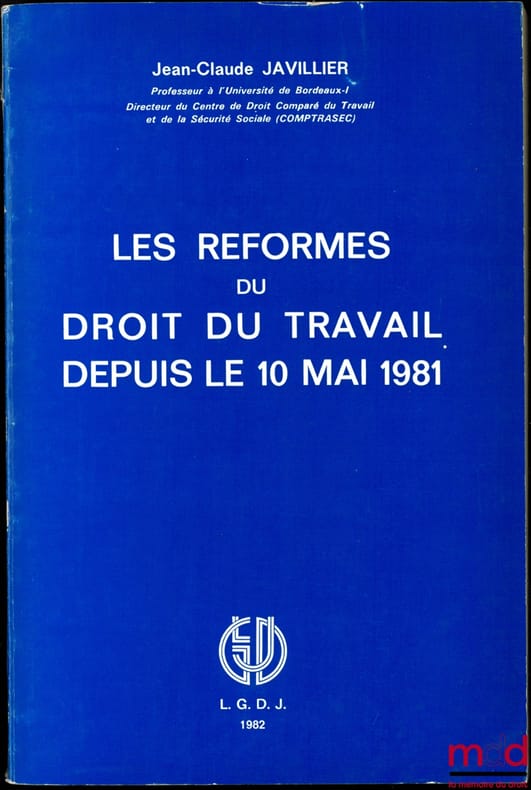 Jean-Claude JAVILLIER
Professeur à l'Université de Bordeaux-I
Directeur du Centre de Droit Comparé du Travail
et de la Sécurité Sociale (COMPTRASEC)
LES REFORMES
DU
DROIT DU TRAVAIL
DEPUIS LE 10 MAI 1981
L. G. D. J.
1982
mdd
la mémoire du droit